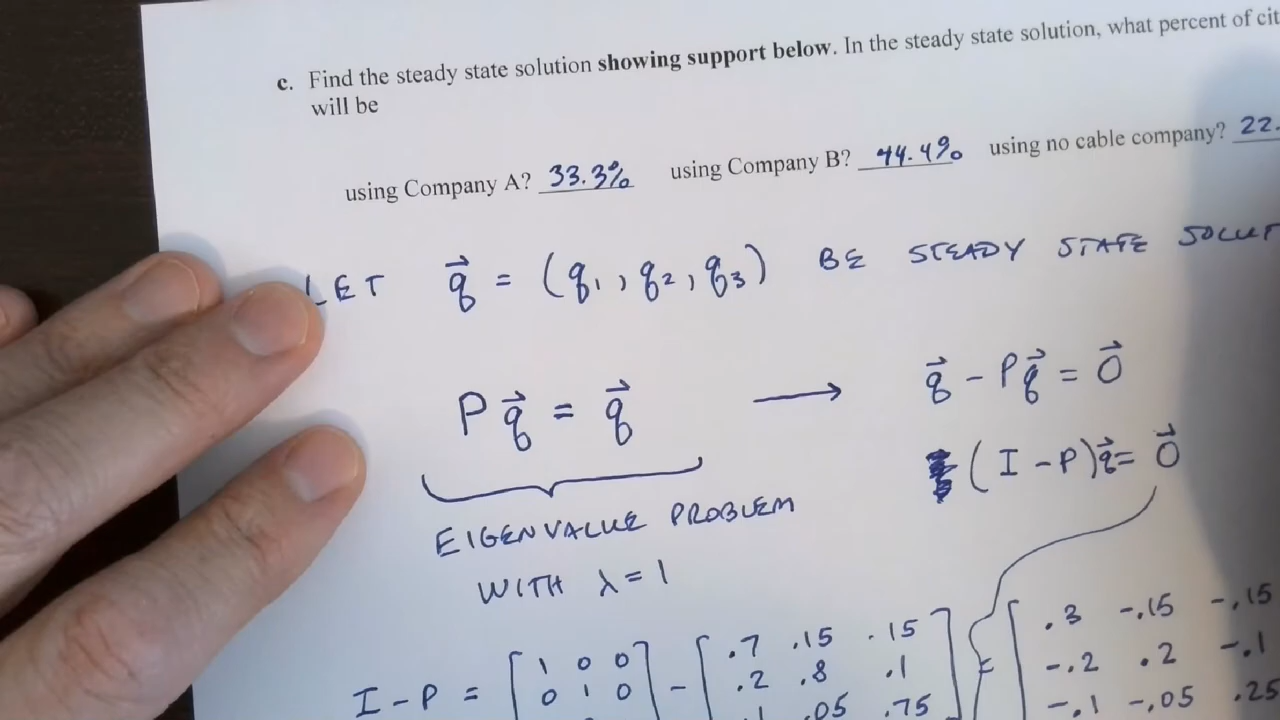 c. Find the steady state solution showing support below. In the steady state solution, what percent of cit
will be
using Company A? 33.3% using Company B? 44.4% using no cable company? 22.
LET q⃗ = (q₁, q₂, q₃) BE STEADY STATE SOLUT
Pq⃗ = q⃗ → q⃗ - Pq⃗ = 0⃗
(I - P)q⃗ = 0⃗
EIGENVALUE PROBLEM
WITH λ = 1
.3 -.15 -.15
I - P = [1 0 0 - [.7 .15 .15] = -.2 .2 -.1
0 1 0 .2 .8 .1 -.1 -.05 .25
.1 .05 .75